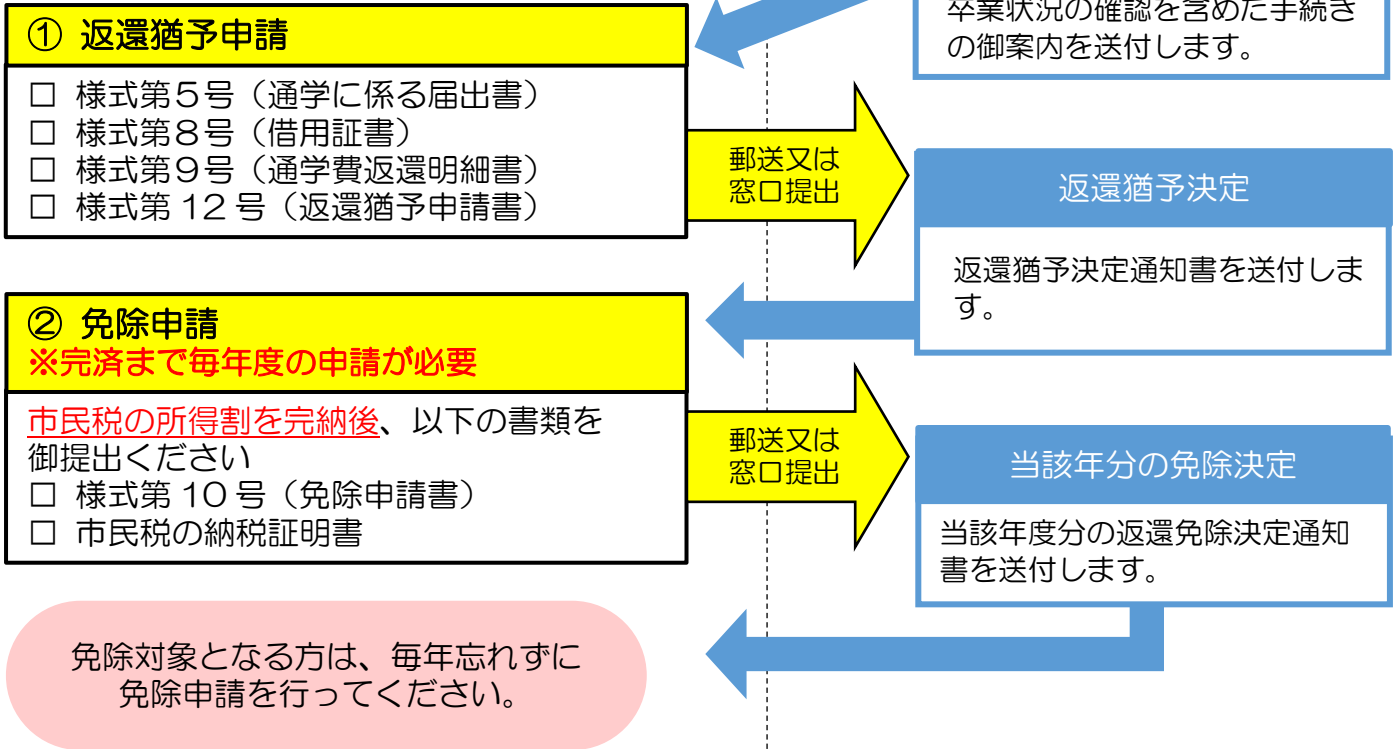 卒業状況の確認を含めた手続き
の御案内を送付します。
① 返還猶予申請
□ 様式第5号（通学に係る届出書）
□ 様式第8号（借用証書）
□ 様式第9号（通学費返還明細書）
□ 様式第 12 号（返還猶予申請書）
郵送又は
窓口提出
返還猶予決定
返還猶予決定通知書を送付しま
す。
② 免除申請
※完済まで毎年度の申請が必要
市民税の所得割を完納後、以下の書類を
御提出ください
□ 様式第 10 号（免除申請書）
□ 市民税の納税証明書
郵送又は
窓口提出
当該年分の免除決定
当該年度分の返還免除決定通知
書を送付します。
免除対象となる方は、毎年忘れずに
免除申請を行ってください。